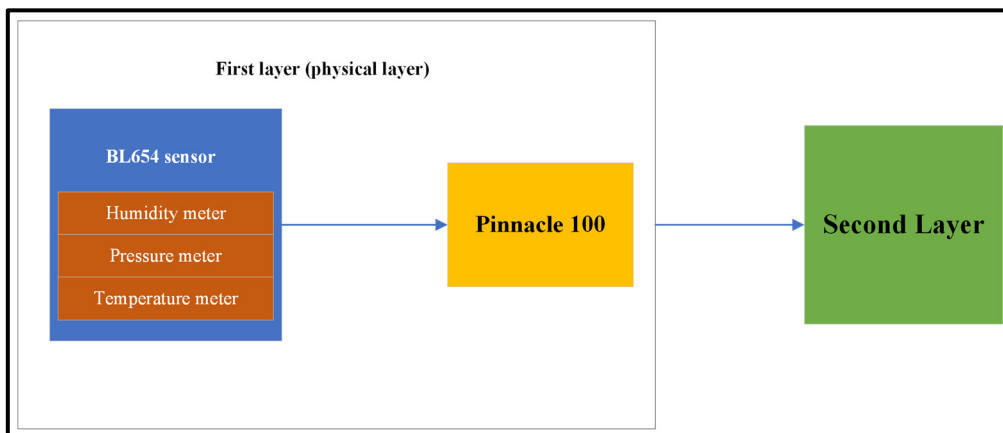 First layer (physical layer)
BL654 sensor
Humidity meter
Pressure meter
Temperature meter
Pinnacle 100
Second Layer